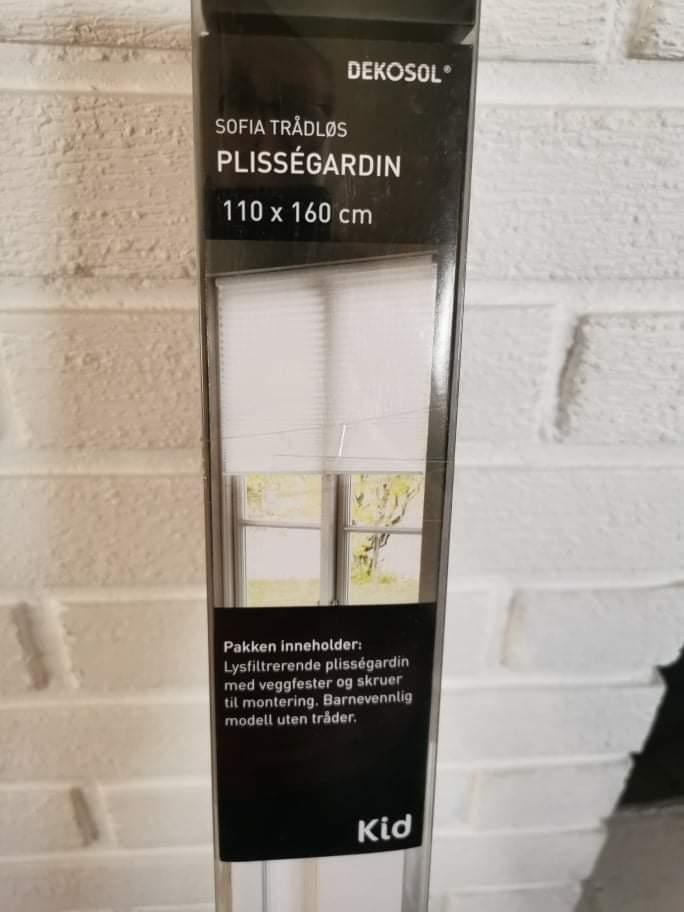 DEKOSOL®
SOFIA TRÅDLØS
PLISSÉGARDIN
110 x 160 cm
Pakken inneholder:
Lysfiltrerende plisségardin
med veggfester og skruer
til montering. Barnevennlig
modell uten tråder.
Kid